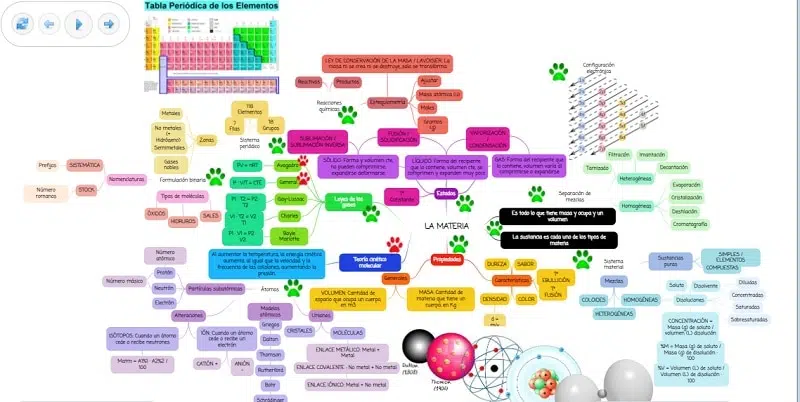 Tabla Periódica de los Elementos
LEY DE CONSERVACIÓN DE LA MASA / LAVOISIER: La
masa ni se crea ni se destruye, sólo se transforma.
Reactivos
Productos
Reacciones
químicas
Estequiometría
Ajustar
Masa atómica (u)
Moles
Gramos
(g)
Configuración
electrónica
Metales
No metales
(+
Hidrógeno)
Semimetales
Gases
nobles
Zonas
118
Elementos
7
Filas
18
Grupos
Sistema
periódico
SUBLIMACIÓN /
SUBLIMACIÓN INVERSA
FUSIÓN /
SOLIDIFICACIÓN
VAPORIZACIÓN
/
CONDENSACIÓN
SÓLIDO: Forma y volumen cte,
no pueden comprimirse,
expandirse deformarse.
LÍQUIDO: Forma del recipiente
que lo contiene, volumen cte, se
comprimen y expanden muy poco
GAS: Forma del recipiente que
lo contiene, volumen varía al
comprimirse o expandirse
Filtración
Imantación
Tamizado
Heterogéneas
Decantación
Evaporación
Cristalización
Homogéneas
Destilación
Cromatografía
Separación de
mezclas
Prefijos
SISTEMÁTICA
Número
romanos
STOCK
Nomenclaturas
Formulación binaria
Tipos de moléculas
ÓXIDOS
HIDRUROS
SALES
PV = nRT
Avogadro
P · V/T = CTE
General
P1 · T2 = P2 ·
T1
Gay-Lussac
V1 · T2 = V2 ·
T1
Charles
P1 · V1 = P2 ·
V2
Boyle
Mariotte
Leyes de los
gases
Tª
Constante
Estados
LA MATERIA
Es todo lo que tiene masa y ocupa y un
volumen
La sustancia es cada uno de los tipos de
materia
Al aumentar la temperatura, la energía cinética
aumenta, al igual que la velocidad y la
frecuencia de las colisiones, aumentando la
presión.
Teoría cinética
molecular
Propiedades
Generales
VOLUMEN: Cantidad de
espacio que ocupa un cuerpo
en m3
MASA: Cantidad de
materia que tiene un
cuerpo en Kg
DUREZA
SABOR
Características
Tª
EBULLICIÓN
Tª
FUSIÓN
DENSIDAD
COLOR
Sistema
material
Mezclas
COLOIDES
HOMOGÉNEAS
HETEROGÉNEAS
Sustancias
puras
SIMPLES /
ELEMENTOS
COMPUESTAS
Soluto
Disolvente
Disoluciones
Diluidas
Concentradas
Saturadas
Sobresaturadas
CONCENTRACIÓN =
Masa (g) de soluto /
volumen (L) disolución
%M = Masa (g) de soluto /
Masa (g) de disolución ·
100
%V = Volumen (L) de soluto /
Volumen (L) de disolución ·
100
Número
atómico
Número másico
Protón
Neutrón
Electrón
Partículas subatómicas
Átomos
Alteraciones
ISÓTOPOS: Cuando un átomo
cede o recibe neutrones
IÓN: Cuando un átomo
cede o recibe un
electrón
CATIÓN +
ANIÓN
-
Modelos
atómicos
Griegos
Dalton
Thomson
Rutherford
Bohr
Schrödinger
Uniones
CRISTALES
MOLÉCULAS
ENLACE METÁLICO: Metal +
Metal
ENLACE COVALENTE : No metal + No metal
ENLACE IÓNICO: Metal + No metal
Dalton
(1803)
Thomson
(1904)